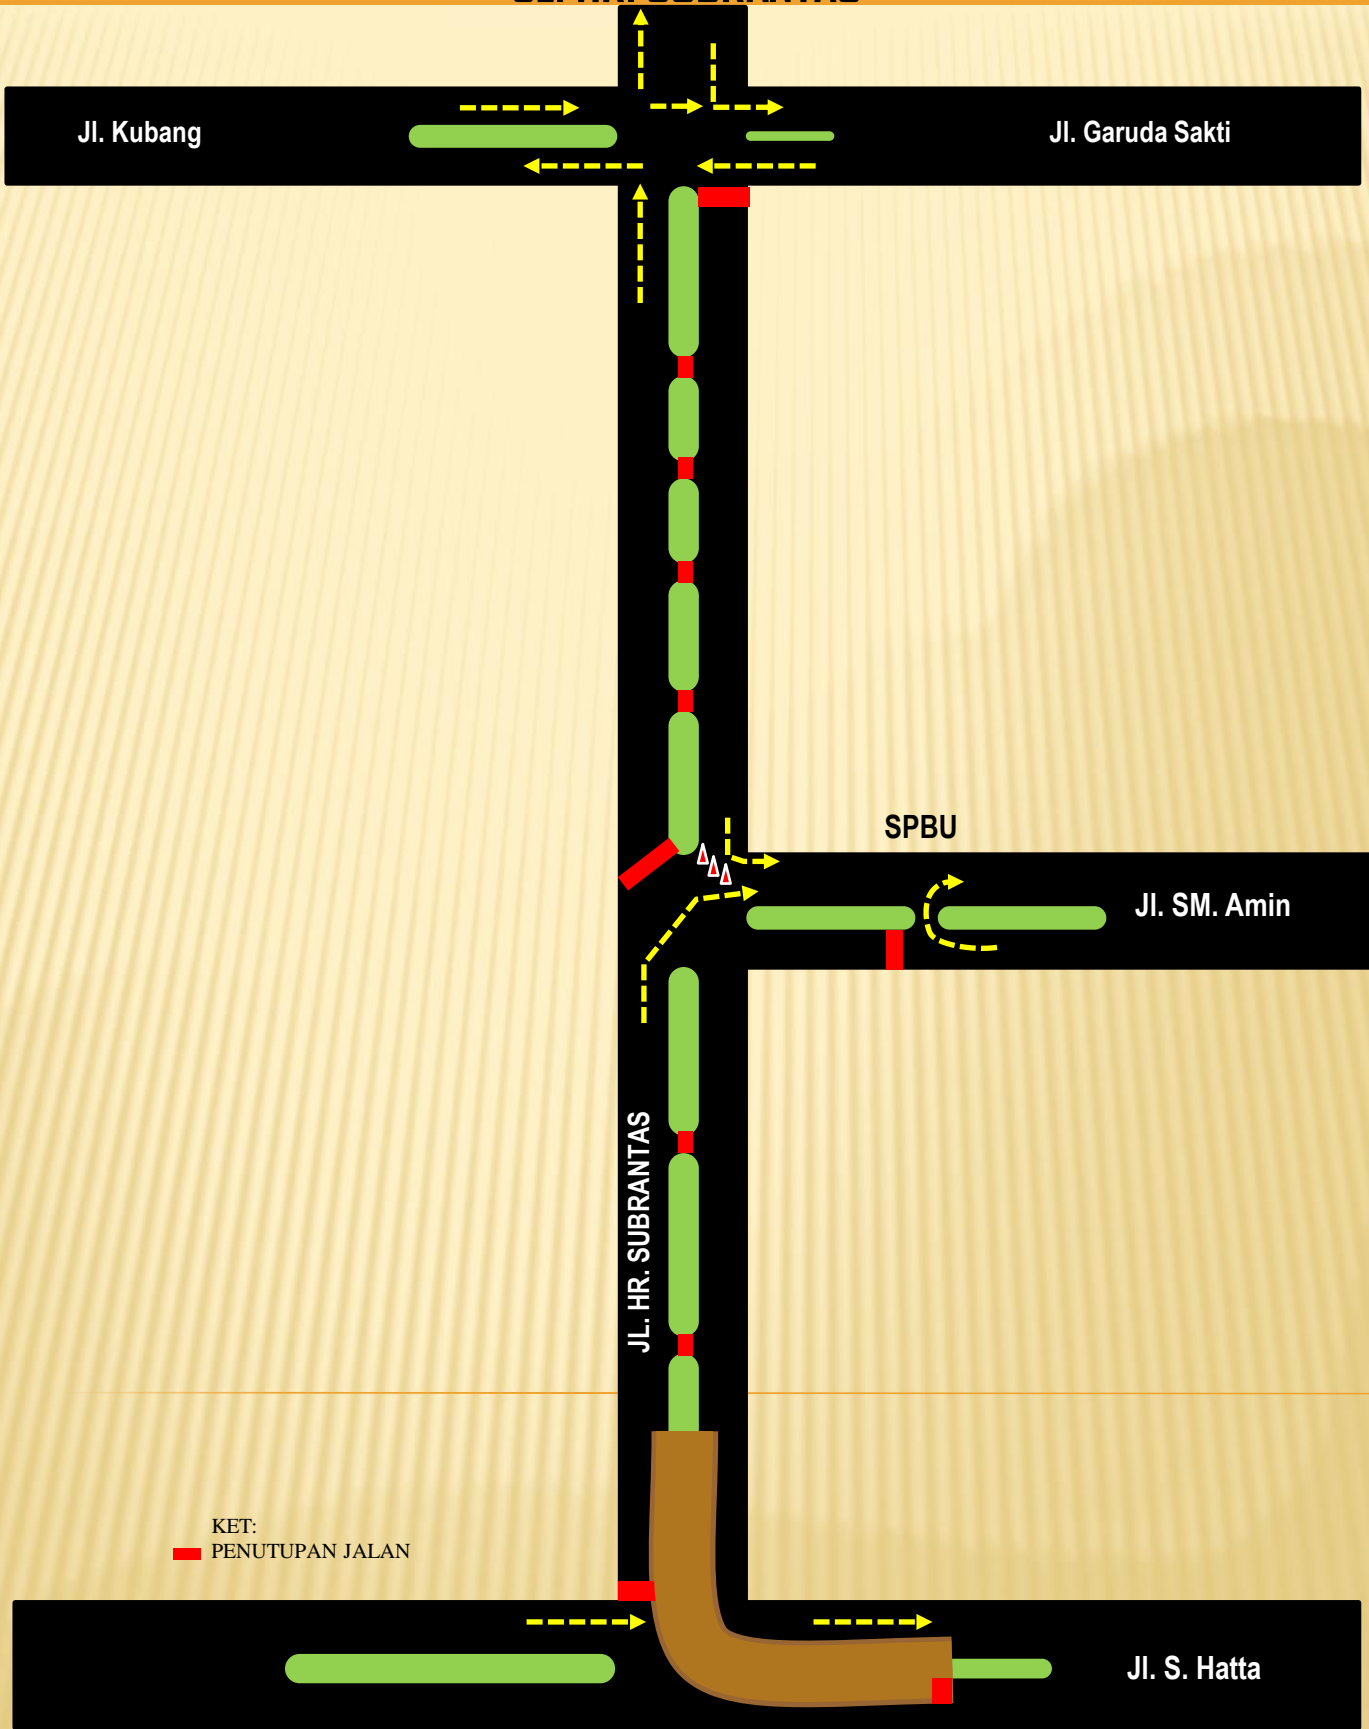 Jl. Kubang
Jl. Garuda Sakti
SPBU
Jl. SM. Amin
JL. HR. SUBRANTAS
KET:
PENUTUPAN JALAN
Jl. S. Hatta